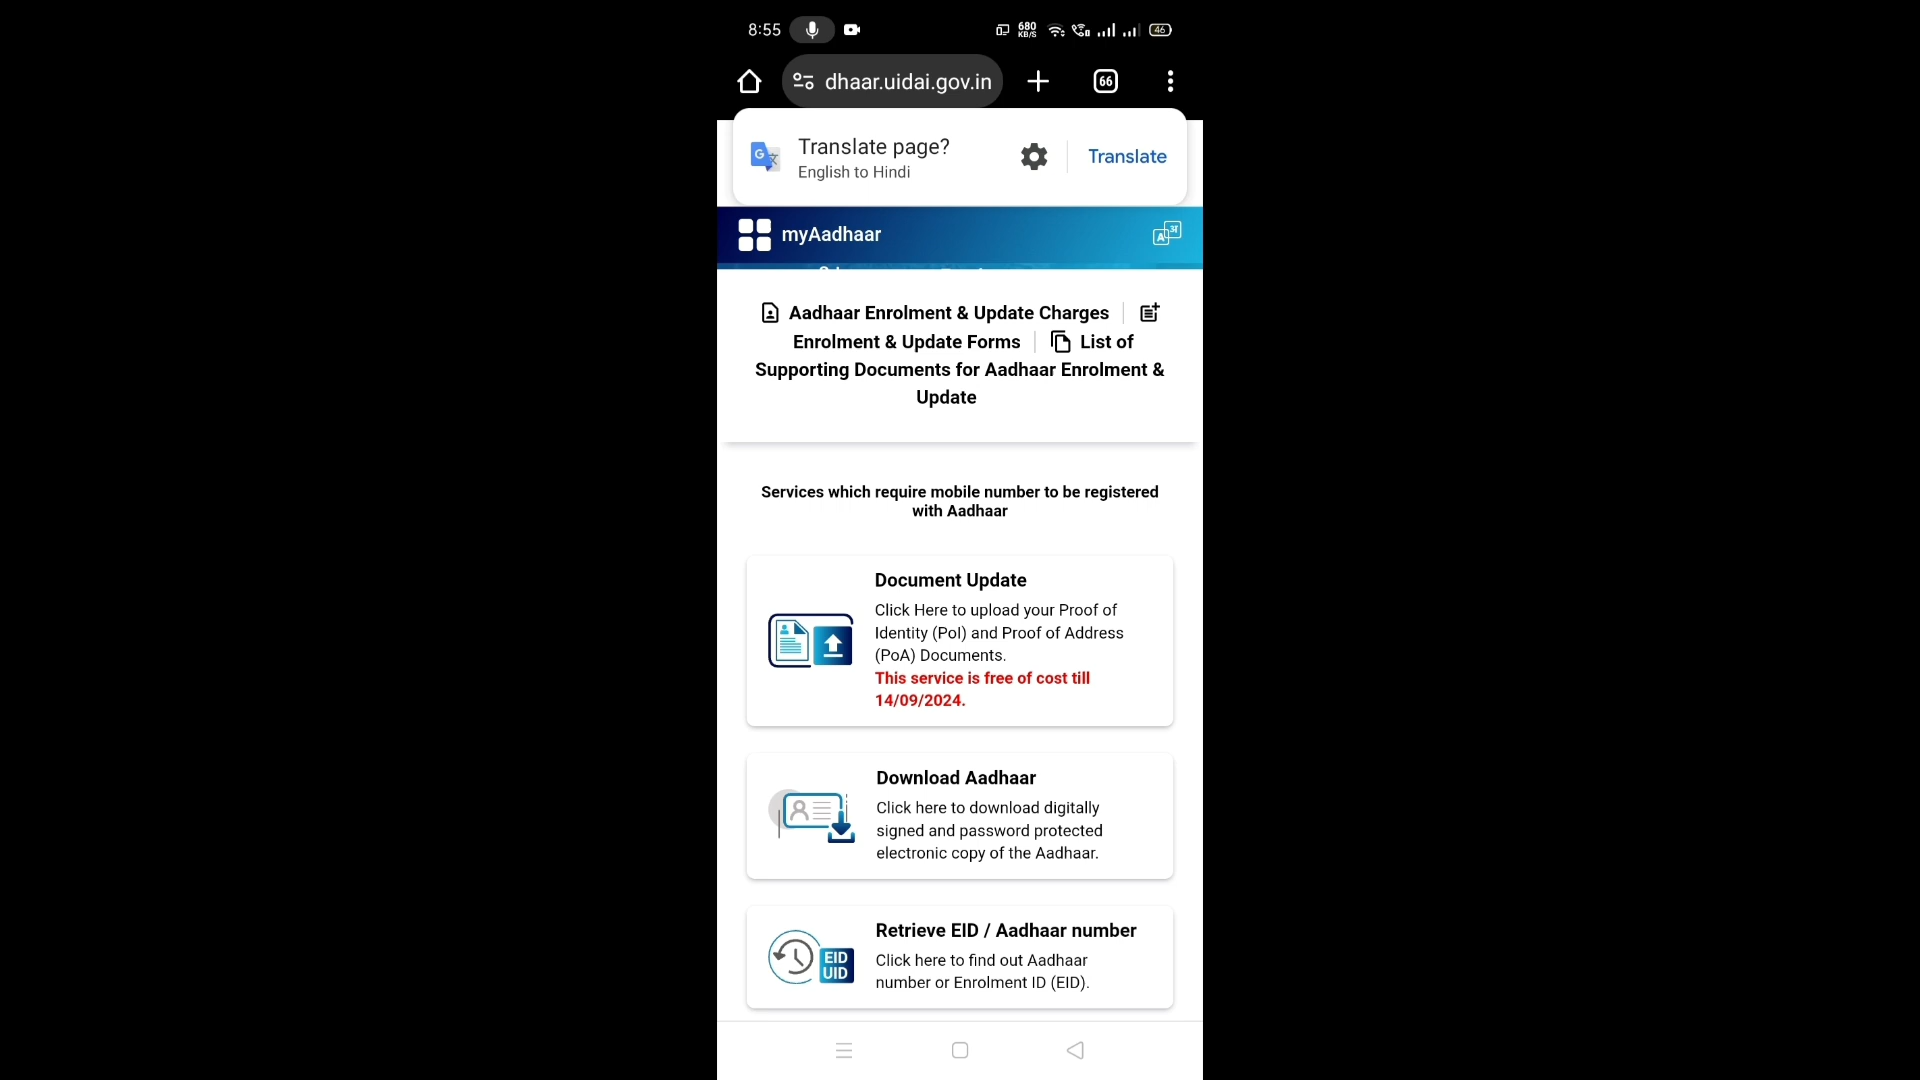 8:55
680
KB/S
46
dhaar.uidai.gov.in
66
Translate page?
English to Hindi
Translate
myAadhaar
Aadhaar Enrolment & Update Charges
Enrolment & Update Forms
List of
Supporting Documents for Aadhaar Enrolment &
Update
Services which require mobile number to be registered
with Aadhaar
Document Update
Click Here to upload your Proof of
Identity (PoI) and Proof of Address
(PoA) Documents.
This service is free of cost till
14/09/2024.
Download Aadhaar
Click here to download digitally
signed and password protected
electronic copy of the Aadhaar.
Retrieve EID / Aadhaar number
EID
UID
Click here to find out Aadhaar
number or Enrolment ID (EID).